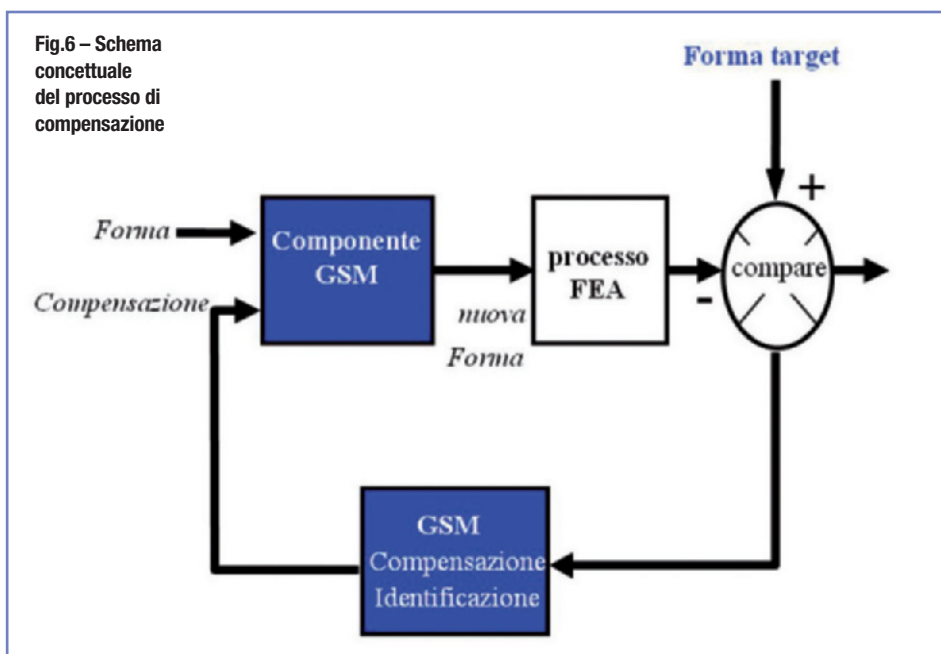 Fig.6 – Schema
concettuale
del processo di
compensazione
Forma target
+
Forma
Componente
GSM
processo
FEA
compare
-
Compensazione
nuova
Forma
GSM
Compensazione
Identificazione